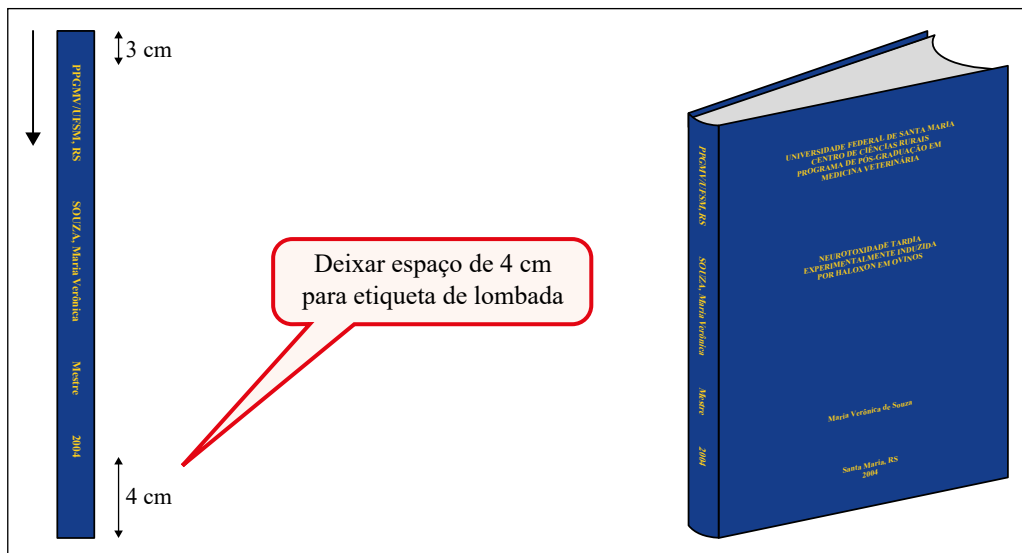 3 cm
PPGMV/UFSM, RS
SOUZA, Maria Verônica
Mestre
2004
4 cm
Deixar espaço de 4 cm
para etiqueta de lombada
PPGMV/UFSM, RS
SOUZA, Maria Verônica
Mestre
2004
UNIVERSIDADE FEDERAL DE SANTA MARIA
CENTRO DE CIÊNCIAS RURAIS
PROGRAMA DE PÓS-GRADUAÇÃO EM
MEDICINA VETERINÁRIA
NEUROTOXIDADE TARDIA
EXPERIMENTALMENTE INDUZIDA
POR HALOXON EM OVINOS
Maria Verônica de Souza
Santa Maria, RS
2004